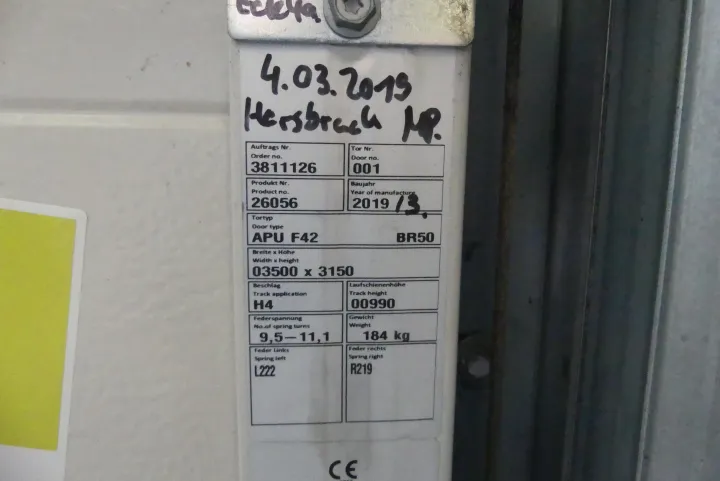 4.03.2019
Hersbruck MP.
Auftrags Nr.
Order no.
3811126
Tor Nr.
Door no.
001
Produkt Nr.
Product no.
26056
Baujahr
Year of manufacture
2019 /3.
Tortyp
Door type
APU F42 BR50
Breite x Höhe
Width x height
03500 x 3150
Beschlag
Track application
H4
Laufschienenhöhe
Track height
00990
Federspannung
No.of spring turns
9,5–11,1
Gewicht
Weight
184 kg
Feder links
Spring left
L222
Feder rechts
Spring right
R219
CE